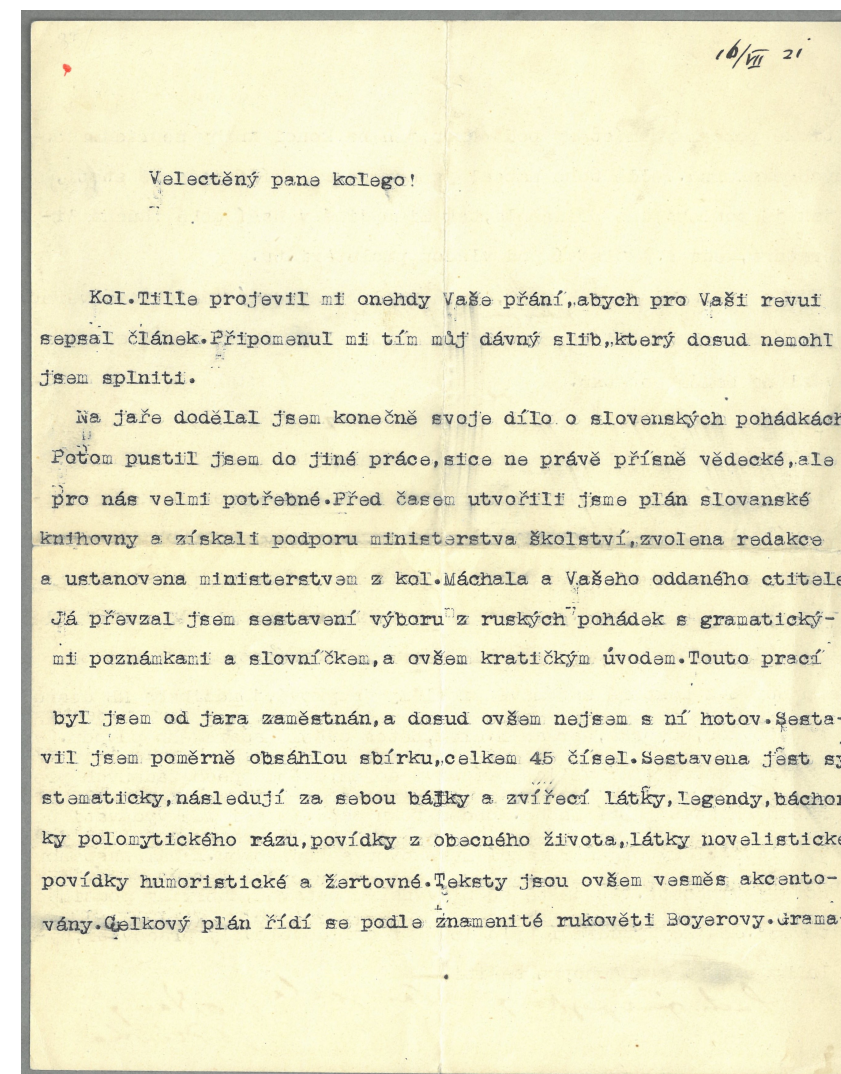 16/VII 21
Velectěný pane kolego!
Kol.Tille projevil mi onehdy Vaše přání,abych pro Vaši revui
sepsal článek.Připomenul mi tím můj dávný slib,který dosud nemohl
jsem splniti.
Na jaře dodělal jsem konečně svoje dílo o slovenských pohádkách
Potom pustil jsem do jiné práce,sice ne právě přísně vědecké,ale
pro nás velmi potřebné.Před časem utvořili jsme plán slovanské
knihovny a získali podporu ministerstva školství,zvolena redakce
a ustanovena ministerstvem z kol.Máchala a Vašeho oddaného ctitele
Já převzal jsem sestavení výboru z ruských pohádek s gramatický-
mi poznámkami a slovníčkem,a ovšem kratičkým úvodem.Touto prací
byl jsem od jara zaměstnán,a dosud ovšem nejsem s ní hotov.Sesta-
vil jsem poměrně obsáhlou sbírku,celkem 45 čísel.Sestavena jest sy
stematicky,následují za sebou bájky a zvířecí látky,legendy,báchor
ky polomytického rázu,povídky z obecného života,látky novelistické
povídky humoristické a žertovné.Teksty jsou ovšem vesměs akcento-
vány.Celkový plán řídí se podle znamenité rukověti Boyerovy.Grama